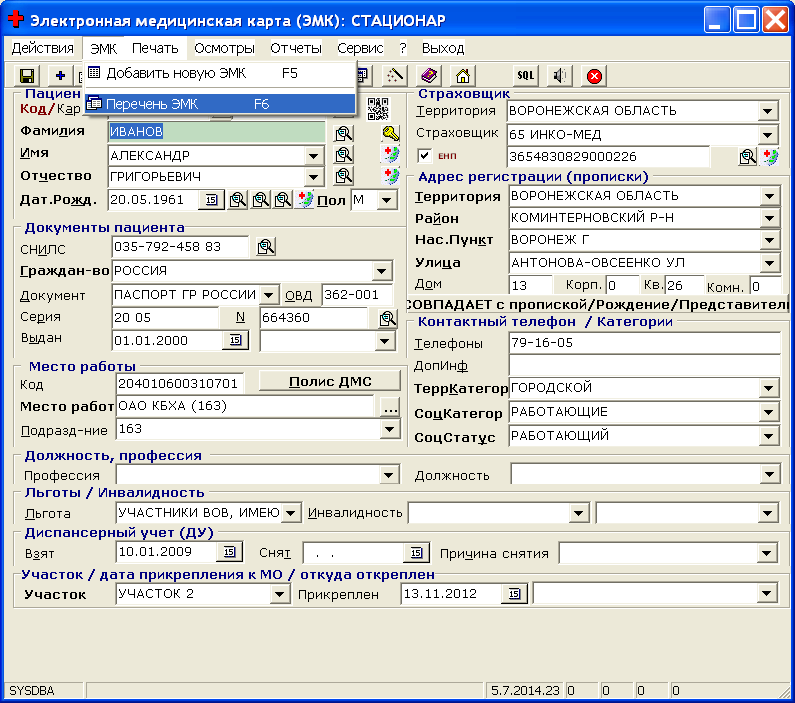 Электронная медицинская карта (ЭМК): СТАЦИОНАР
Действия ЭМК Печать Осмотры Отчеты Сервис ? Выход
SQL
Добавить новую ЭМК F5
Перечень ЭМК F6
Код/
Фамилия ИВАНОВ
Имя АЛЕКСАНДР
Отчество ГРИГОРЬЕВИЧ
Дат.Рожд. 20.05.1961 15 Пол М
Документы пациента
СНИЛС 035-792-458 83
Граждан-во РОССИЯ
Документ ПАСПОРТ ГР РОССИИ ОВД 362-001
Серия 20 05 N 664360
Выдан 01.01.2000 15
Место работы
Код 204010600310701 Полис ДМС
Место работ ОАО КБХА (163) ...
Подразд-ние 163
Страховщик
Территория ВОРОНЕЖСКАЯ ОБЛАСТЬ
Страховщик 65 ИНКО-МЕД
ЕНП 3654830829000226
Адрес регистрации (прописки)
Территория ВОРОНЕЖСКАЯ ОБЛАСТЬ
Район КОМИНТЕРНОВСКИЙ Р-Н
Нас.Пункт ВОРОНЕЖ Г
Улица АНТОНОВА-ОВСЕЕНКО УЛ
Дом 13 Корп. 0 Кв. 26 Комн. 0
СОВПАДАЕТ с пропиской/Рождение/Представител
Контактный телефон / Категории
Телефоны 79-16-05
ДопИнф
ТеррКатегор ГОРОДСКОЙ
СоцКатегор РАБОТАЮЩИЕ
СоцСтатус РАБОТАЮЩИЙ
Должность, профессия
Профессия Должность
Льготы / Инвалидность
Льгота УЧАСТНИКИ ВОВ, ИМЕЮ Инвалидность
Диспансерный учет (ДУ)
Взят 10.01.2009 15 Снят . . 15 Причина снятия
Участок / дата прикрепления к МО / откуда откреплен
Участок УЧАСТОК 2 Прикреплен 13.11.2012 15
SYSDBA 5.7.2014.23 0 0 0 0